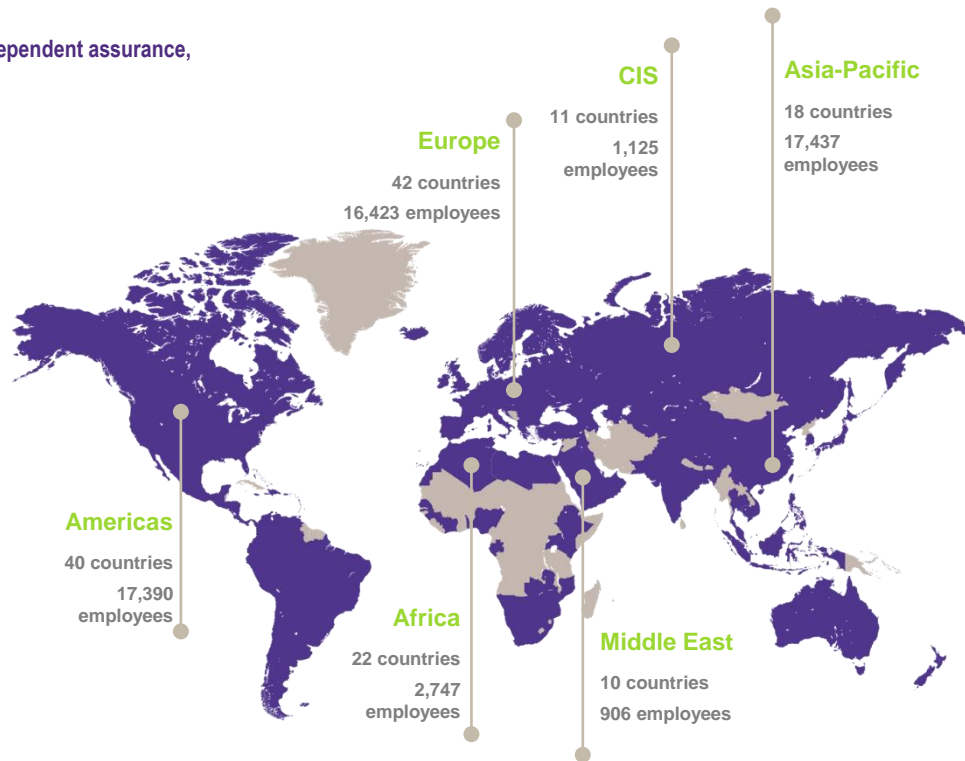 ependent assurance,
CIS
11 countries
1,125
employees
Asia-Pacific
18 countries
17,437
employees
Europe
42 countries
16,423 employees
Americas
40 countries
17,390
employees
Africa
22 countries
2,747
employees
Middle East
10 countries
906 employees